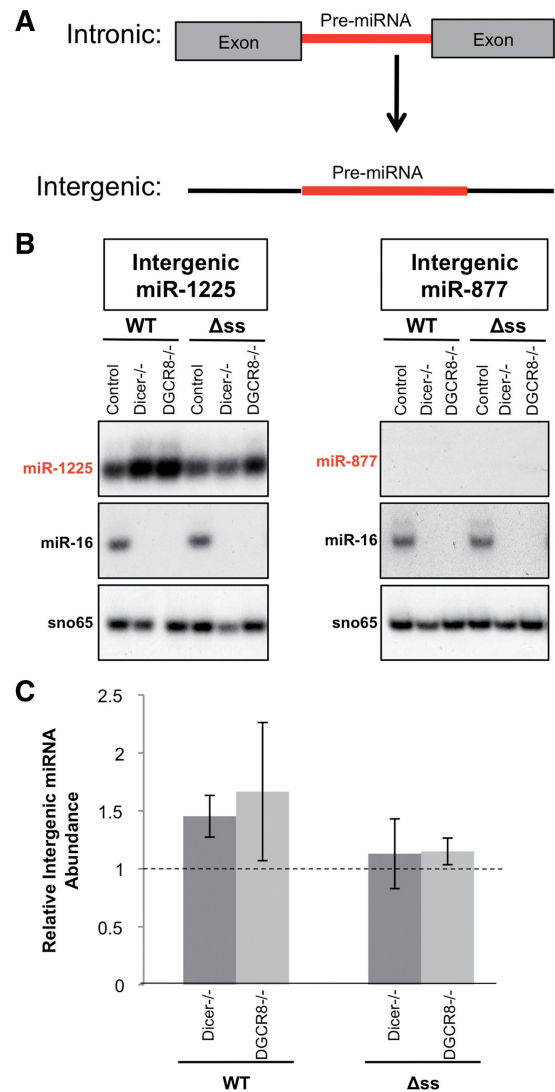 A
Intronic:
Exon
Pre-miRNA
Exon
Intergenic:
Pre-miRNA
B
Intergenic
miR-1225
WT
Δss
Control
Dicer-/-
DGCR8-/-
Control
Dicer-/-
DGCR8-/-
miR-1225
miR-16
sno65
Intergenic
miR-877
WT
Δss
Control
Dicer-/-
DGCR8-/-
Control
Dicer-/-
DGCR8-/-
miR-877
miR-16
sno65
C
Relative Intergenic miRNA
Abundance
2.5
2
1.5
1
0.5
0
Dicer-/-
DGCR8-/-
Dicer-/-
DGCR8-/-
WT
Δss